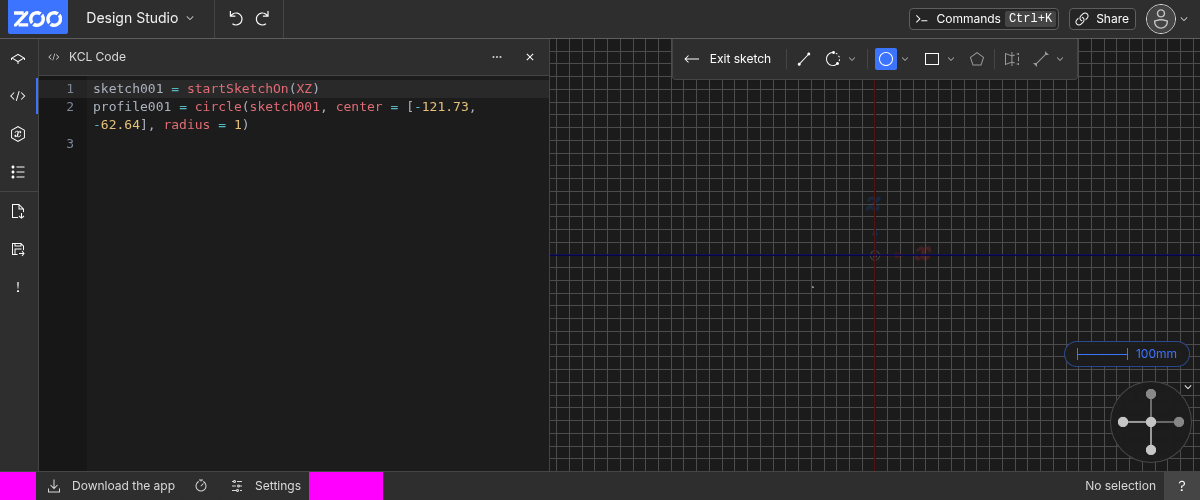 ZOO
Design Studio
Commands Ctrl+K
Share
KCL Code
Exit sketch
1 sketch001 = startSketchOn(XZ)
2 profile001 = circle(sketch001, center = [-121.73,
-62.64], radius = 1)
3
100mm
Download the app
Settings
No selection
?